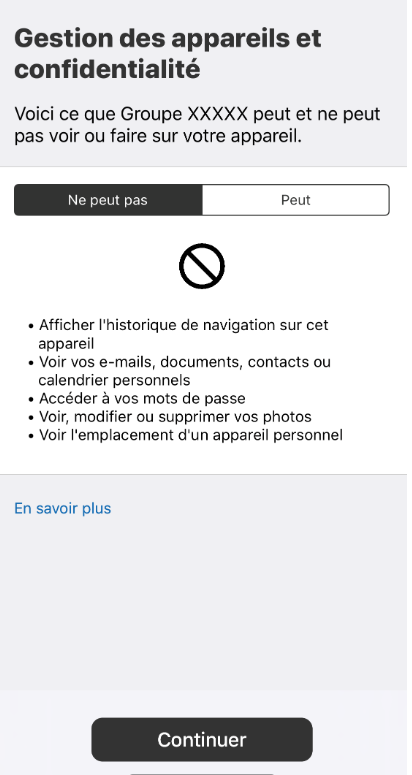 Gestion des appareils et
confidentialité
Voici ce que Groupe XXXXX peut et ne peut
pas voir ou faire sur votre appareil.
Ne peut pas
Peut
• Afficher l'historique de navigation sur cet
appareil
• Voir vos e-mails, documents, contacts ou
calendrier personnels
• Accéder à vos mots de passe
• Voir, modifier ou supprimer vos photos
• Voir l'emplacement d'un appareil personnel
En savoir plus
Continuer